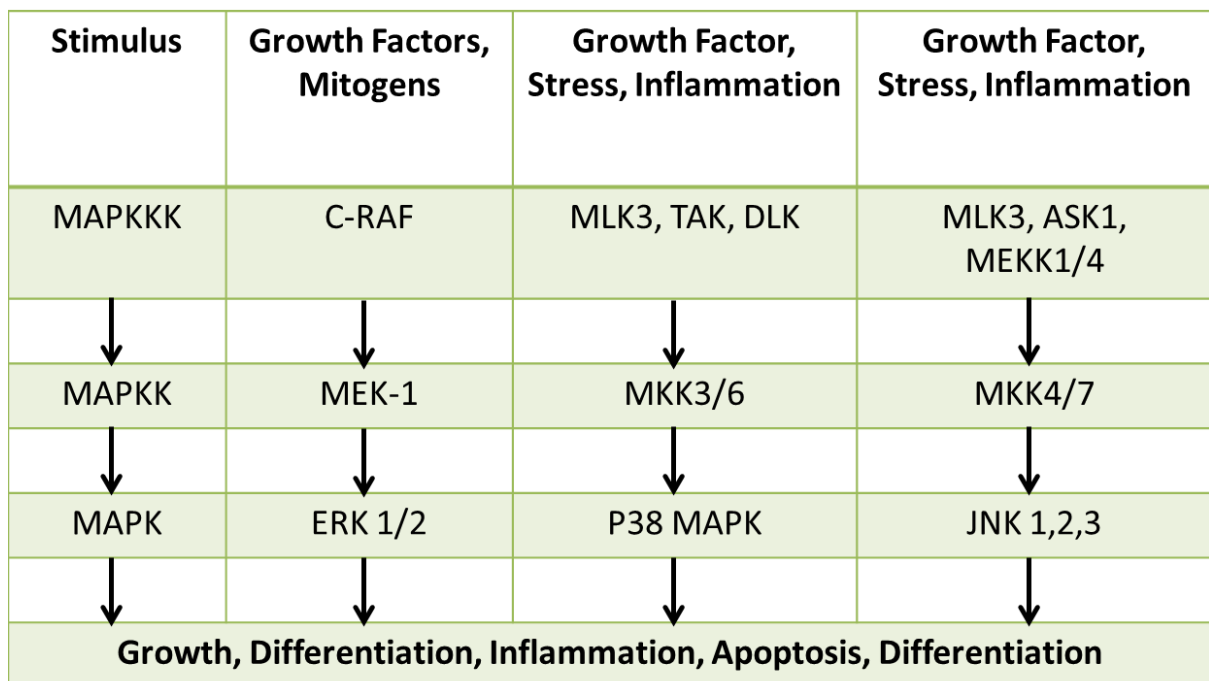 Stimulus
Growth Factors,
Mitogens
Growth Factor,
Stress, Inflammation
Growth Factor,
Stress, Inflammation
MAPKKK
C-RAF
MLK3, TAK, DLK
MLK3, ASK1,
MEKK1/4
MAPKK
MEK-1
MKK3/6
MKK4/7
MAPK
ERK 1/2
P38 MAPK
JNK 1,2,3
Growth, Differentiation, Inflammation, Apoptosis, Differentiation